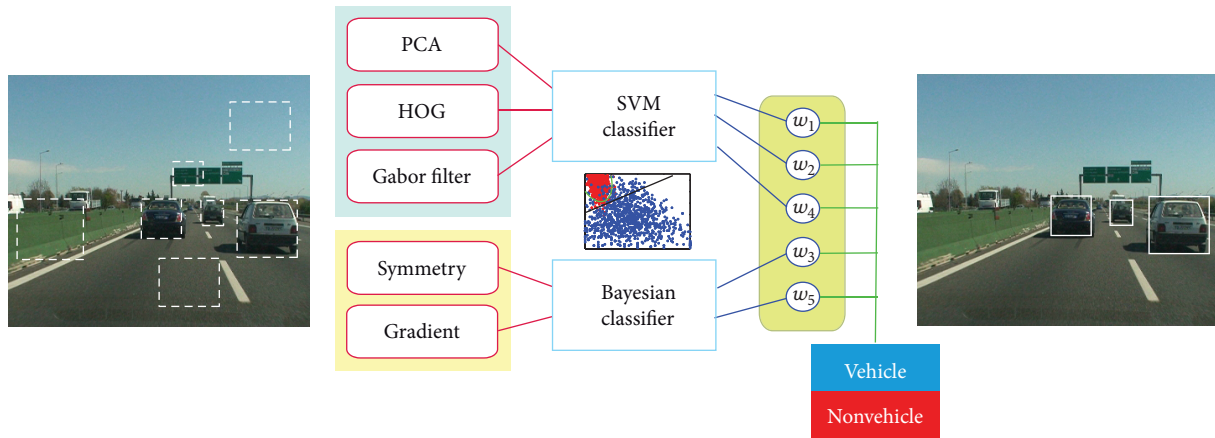 PCA
HOG
Gabor filter
Symmetry
Gradient
SVM
classifier
Bayesian
classifier
w1
w2
w4
w3
w5
Vehicle
Nonvehicle